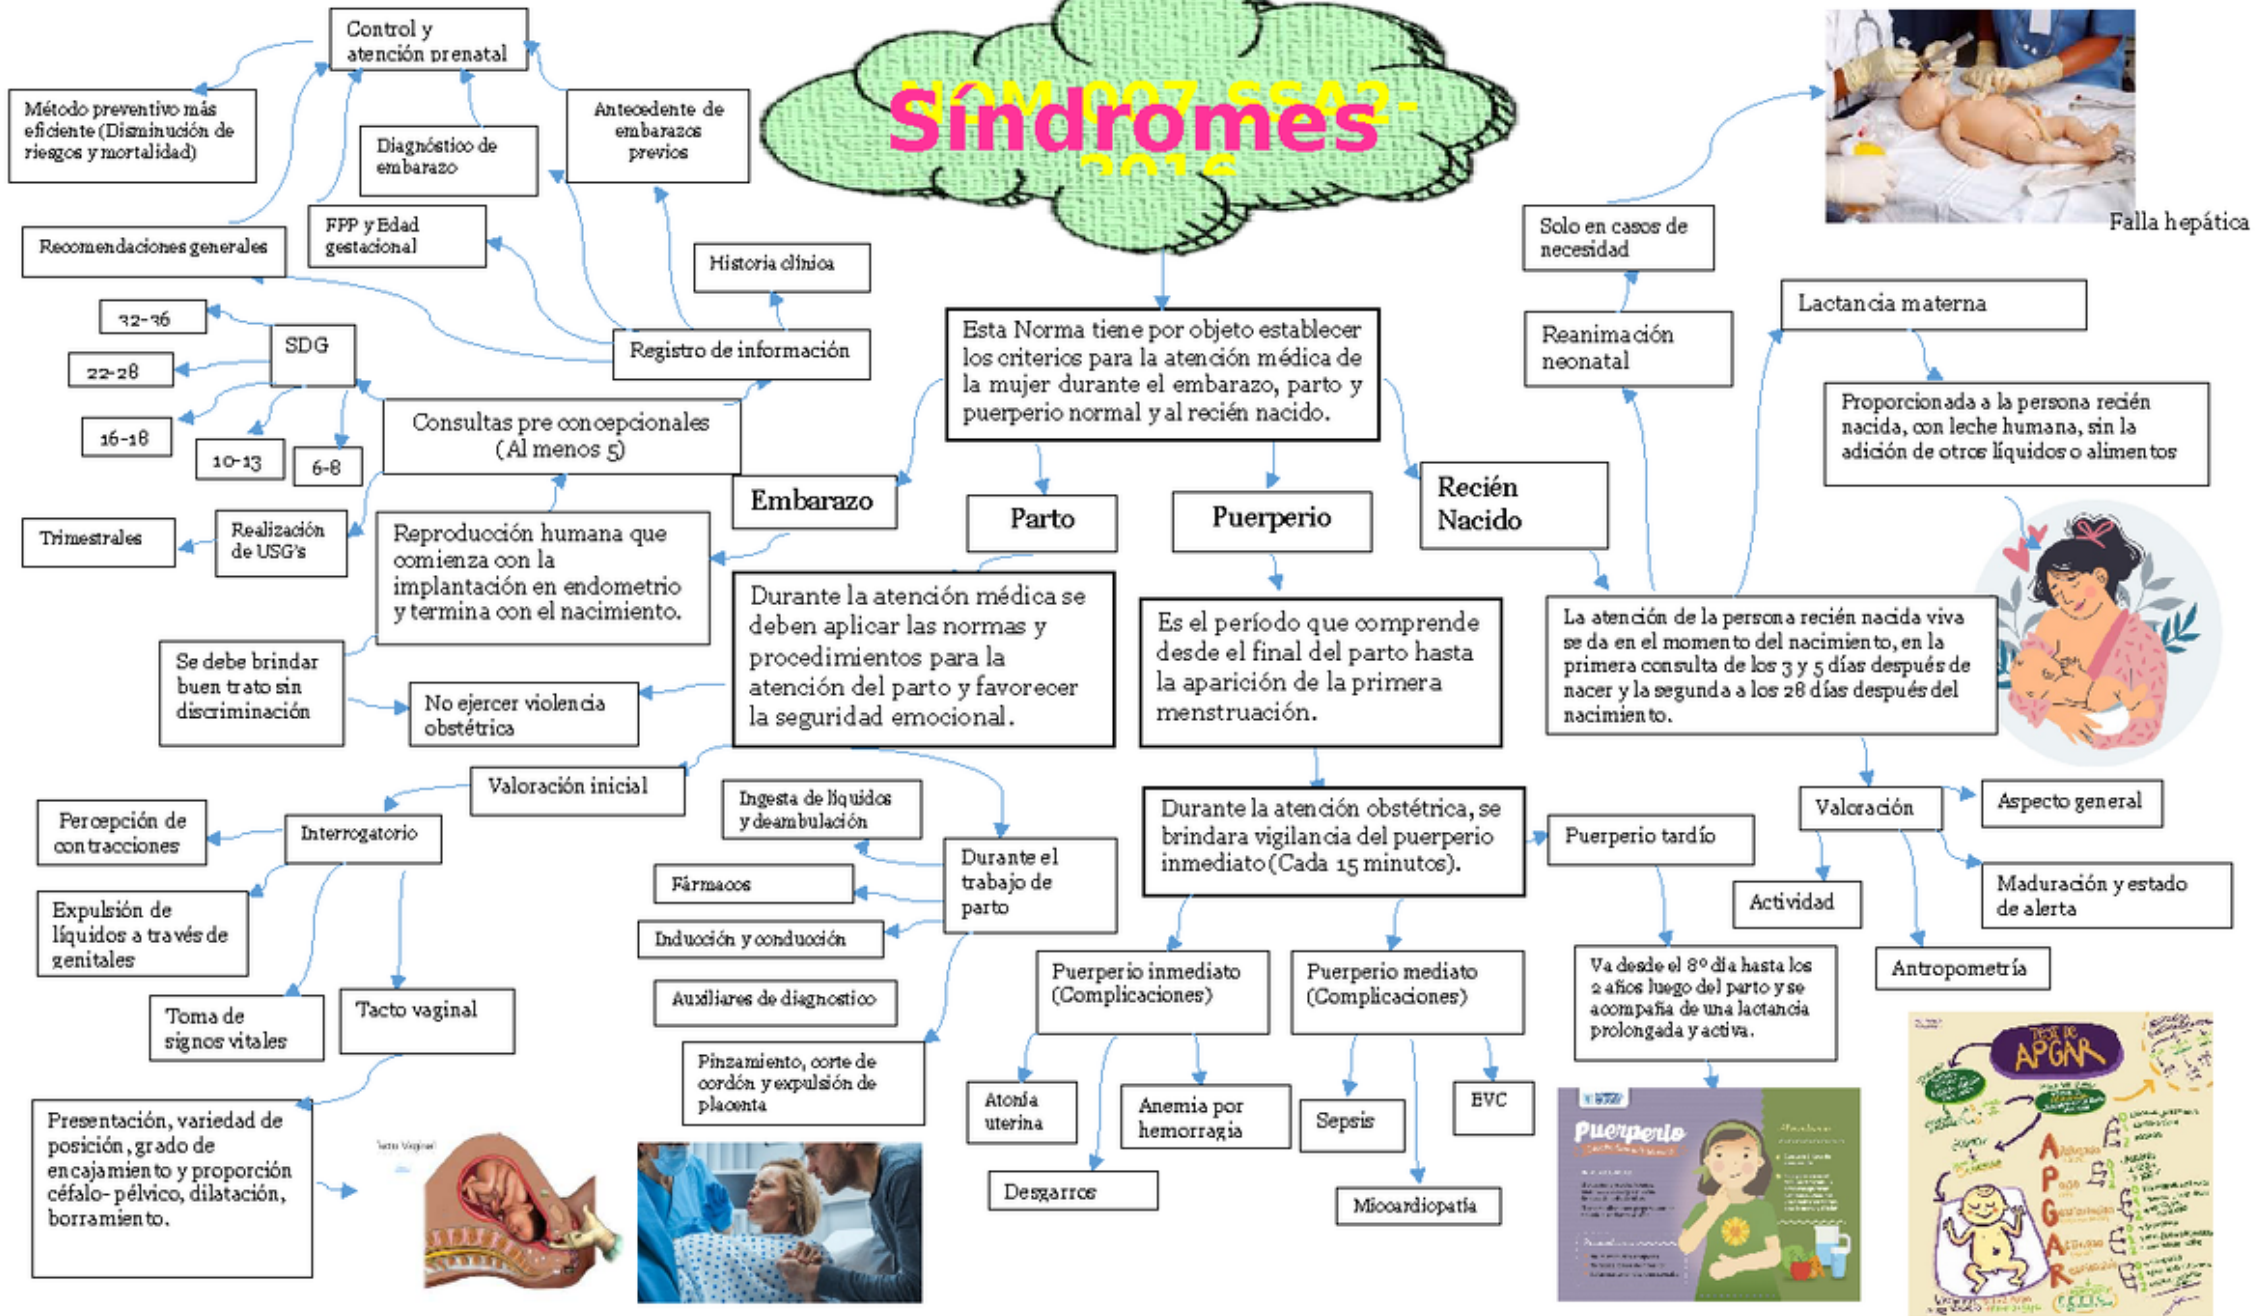 Control y
atención prenatal
Método preventivo más
eficiente (Disminución de
riesgos y mortalidad)
Diagnóstico de
embarazo
Antecedente de
embarazos
previos
NOM-007-SSA2-
2016
Síndromes
Falla hepática
Solo en casos de
necesidad
FPP y Edad
gestacional
Recomendaciones generales
Historia clínica
Registro de información
32-36
SDG
22-28
16-18
10-13
6-8
Consultas pre concepcionales
(Al menos 5)
Esta Norma tiene por objeto establecer
los criterios para la atención médica de
la mujer durante el embarazo, parto y
puerperio normal y al recién nacido.
Reanimación
neonatal
Lactancia materna
Proporcionada a la persona recién
nacida, con leche humana, sin la
adición de otros líquidos o alimentos
Embarazo
Parto
Puerperio
Recién
Nacido
Trimestrales
Realización
de USG's
Reproducción humana que
comienza con la
implantación en endometrio
y termina con el nacimiento.
Durante la atención médica se
deben aplicar las normas y
procedimientos para la
atención del parto y favorecer
la seguridad emocional.
Es el período que comprende
desde el final del parto hasta
la aparición de la primera
menstruación.
La atención de la persona recién nacida viva
se da en el momento del nacimiento, en la
primera consulta de los 3 y 5 días después de
nacer y la segunda a los 28 días después del
nacimiento.
Se debe brindar
buen trato sin
discriminación
No ejercer violencia
obstétrica
Valoración inicial
Percepción de
contracciones
Interrogatorio
Expulsión de
líquidos a través de
genitales
Toma de
signos vitales
Tacto vaginal
Presentación, variedad de
posición, grado de
encajamiento y proporción
céfalo- pélvico, dilatación,
borramiento.
Tacto Vaginal
Ingesta de líquidos
y deambulación
Durante el
trabajo de
parto
Fármacos
Inducción y conducción
Auxiliares de diagnostico
Pinzamiento, corte de
cordón y expulsión de
placenta
Durante la atención obstétrica, se
brindara vigilancia del puerperio
inmediato (Cada 15 minutos).
Puerperio inmediato
(Complicaciones)
Puerperio mediato
(Complicaciones)
Atonía
uterina
Anemia por
hemorragia
Desgarros
Sepsis
EVC
Miocardiopatía
Puerperio tardío
Va desde el 8º día hasta los
2 años luego del parto y se
acompaña de una lactancia
prolongada y activa.
Valoración
Aspecto general
Actividad
Maduración y estado
de alerta
Antropometría
Puerperio
TEST DE
APGAR
A
P
G
A
R